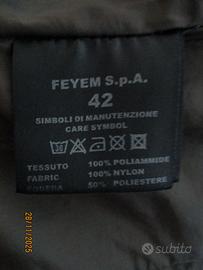 FEYEM S.p.A.
42
SIMBOLI DI MANUTENZIONE
CARE SYMBOL
30
TESSUTO 100% POLIAMMIDE
FABRIC 100% NYLON
FODERA 50% POLIESTERE
28/11/2025
subito